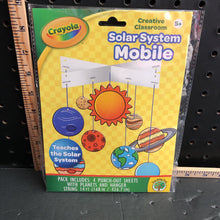 Crayola
Creative
Classroom
5+
Solar System
Mobile
Teaches the
Solar System
PACK INCLUDES: 4 PUNCH-OUT SHEETS
WITH PLANETS AND HANGER